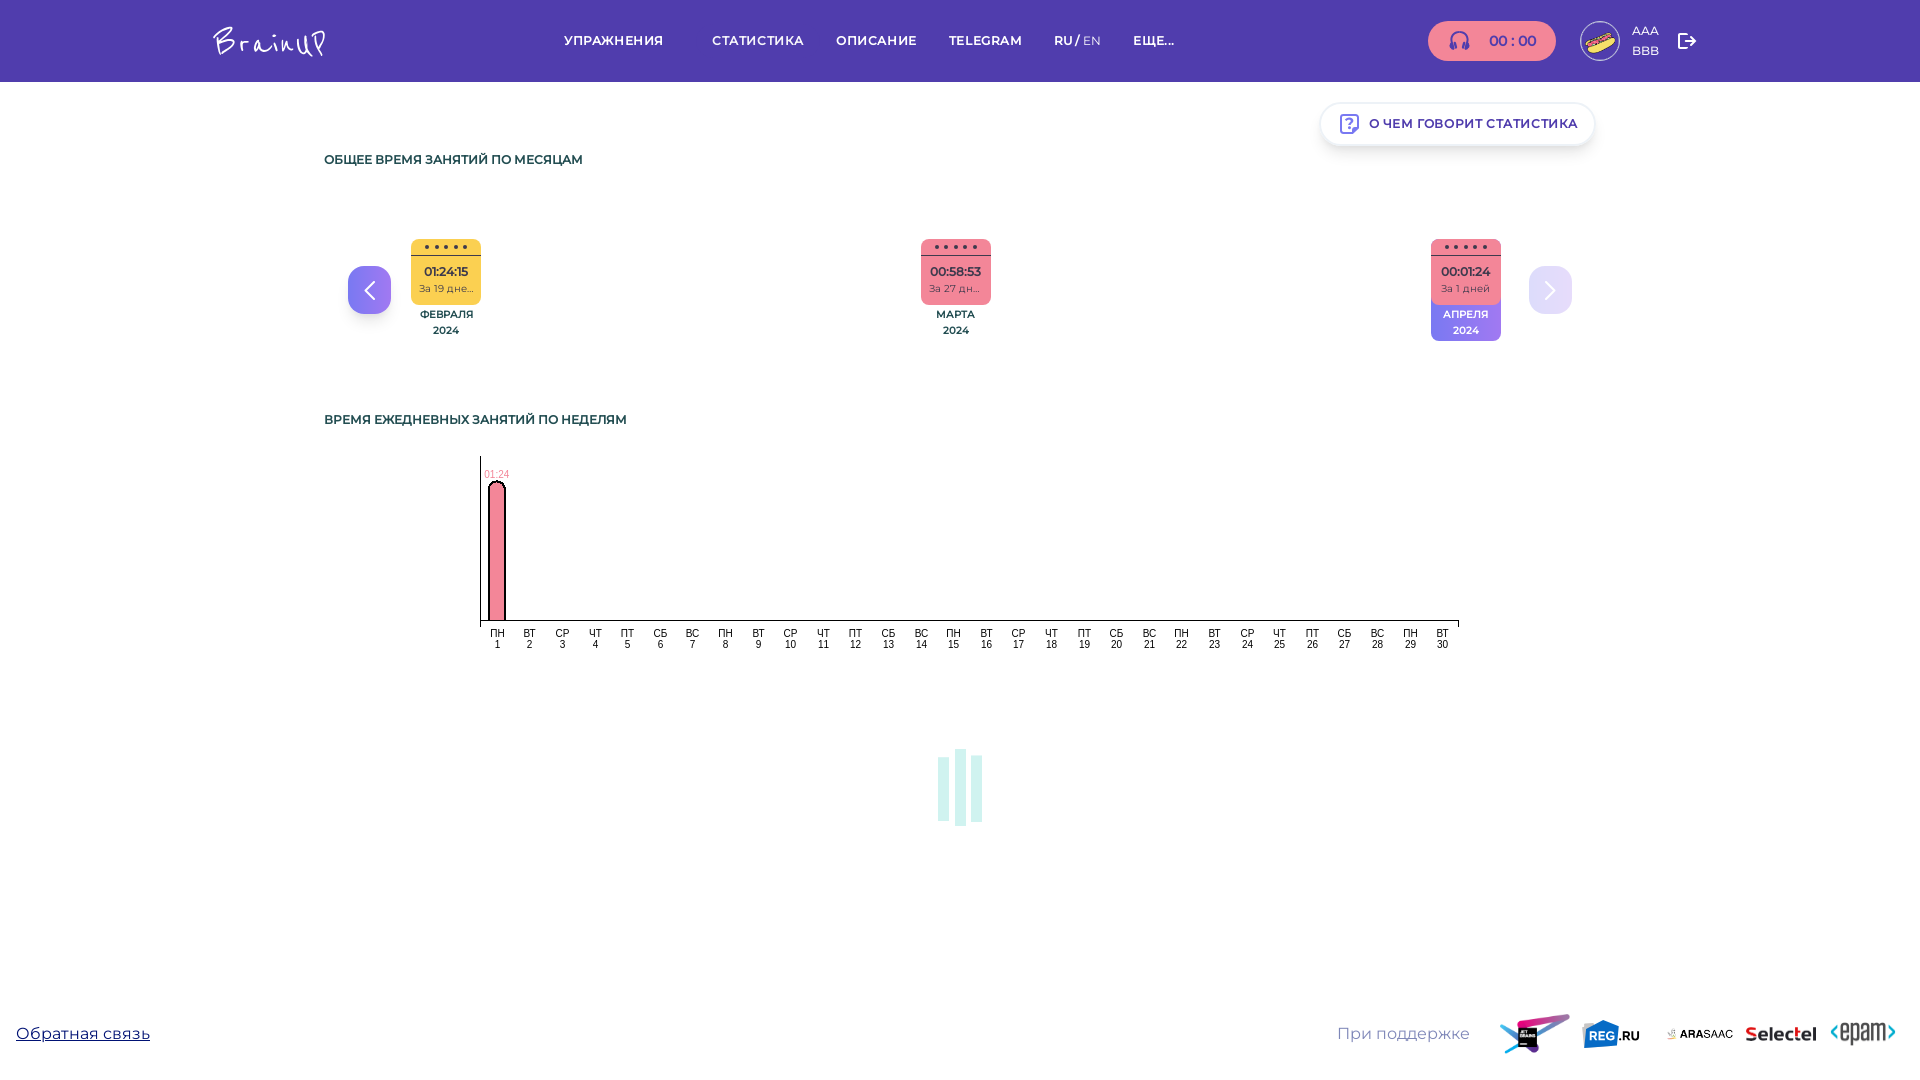 BrainUP
УПРАЖНЕНИЯ СТАТИСТИКА ОПИСАНИЕ TELEGRAM RU / EN ЕЩЕ...
00 : 00
AAA
BBB
О ЧЕМ ГОВОРИТ СТАТИСТИКА
ОБЩЕЕ ВРЕМЯ ЗАНЯТИЙ ПО МЕСЯЦАМ
01:24:15
За 19 дне...
ФЕВРАЛЯ
2024
00:58:53
За 27 дн...
МАРТА
2024
00:01:24
За 1 дней
АПРЕЛЯ
2024
ВРЕМЯ ЕЖЕДНЕВНЫХ ЗАНЯТИЙ ПО НЕДЕЛЯМ
01:24
ПН ВТ СР ЧТ ПТ СБ ВС ПН ВТ СР ЧТ ПТ СБ ВС ПН ВТ СР ЧТ ПТ СБ ВС ПН ВТ СР ЧТ ПТ СБ ВС ПН ВТ
1 2 3 4 5 6 7 8 9 10 11 12 13 14 15 16 17 18 19 20 21 22 23 24 25 26 27 28 29 30
Обратная связь
При поддержке
JET BRAINS
REG.RU
ARASAAC
Selectel
<epam>